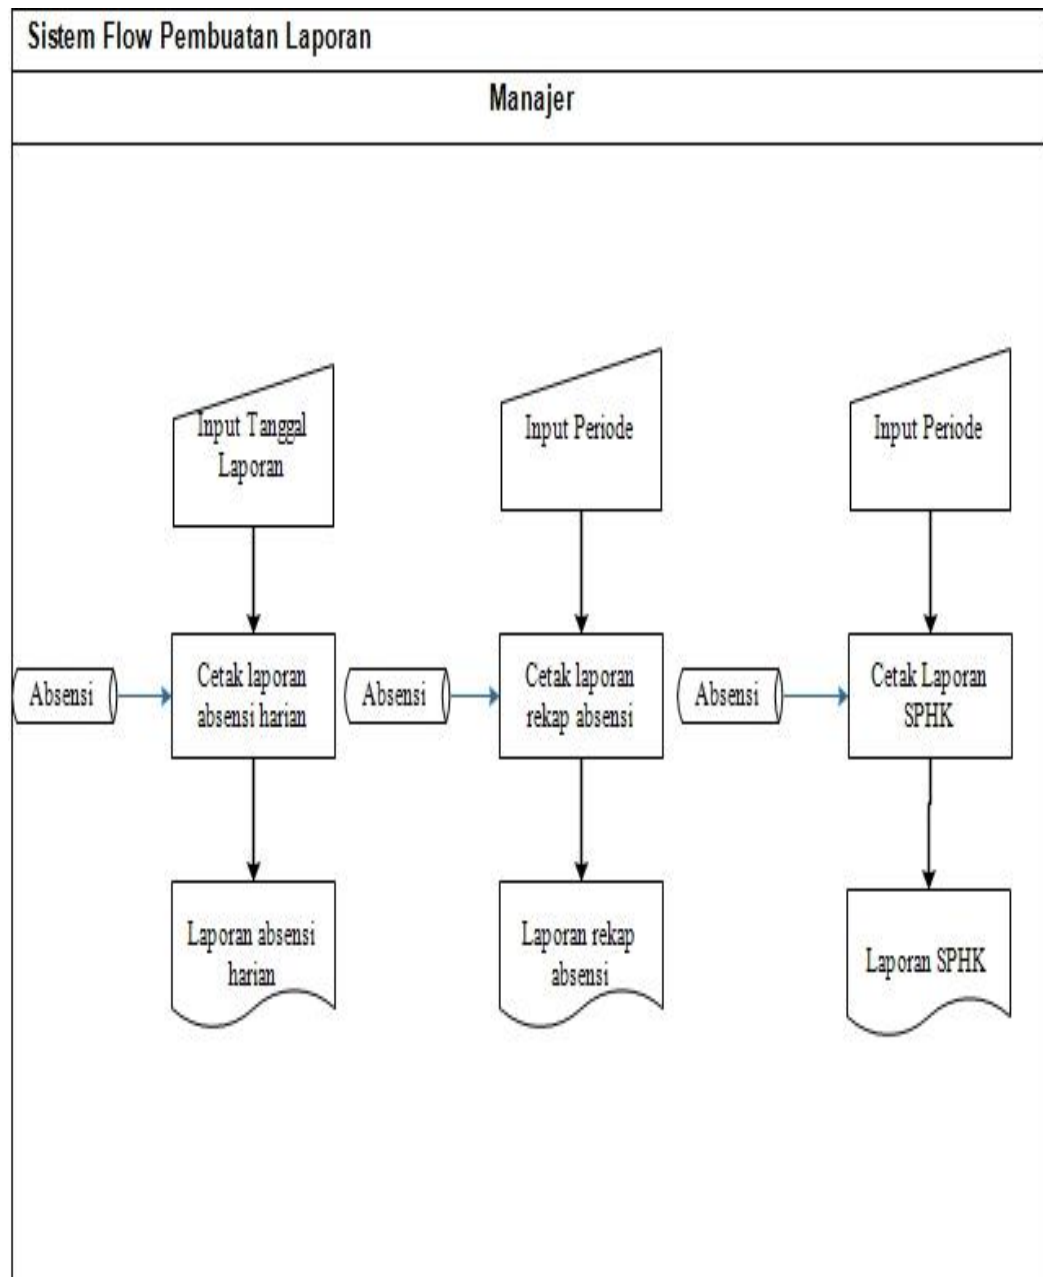 Sistem Flow Pembuatan Laporan
Manajer
Input Tanggal
Laporan
Input Periode
Input Periode
Absensi
Cetak laporan
absensi harian
Absensi
Cetak laporan
rekap absensi
Absensi
Cetak Laporan
SPHK
Laporan absensi
harian
Laporan rekap
absensi
Laporan SPHK